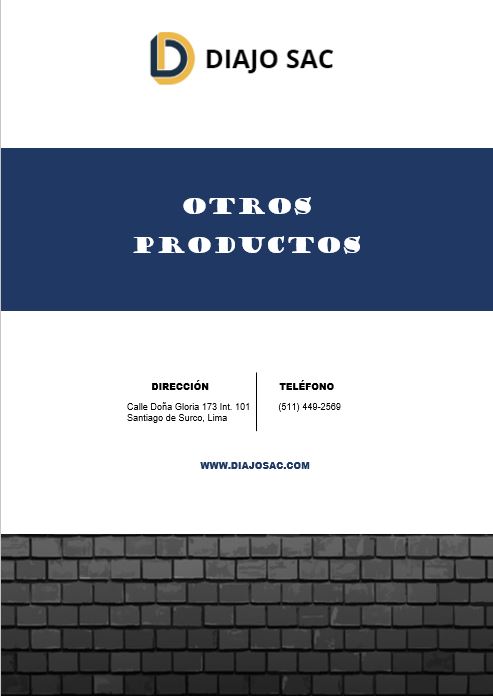 DIAJO SAC
OTROS
PRODUCTOS
DIRECCIÓN
Calle Doña Gloria 173 Int. 101
Santiago de Surco, Lima
TELÉFONO
(511) 449-2569
WWW.DIAJOSAC.COM